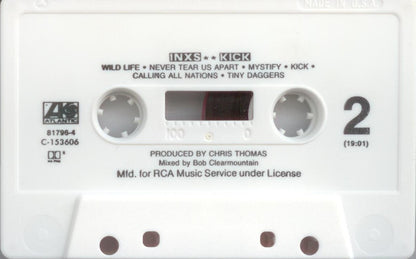 MADE IN U.S.A.
INXS ★ ★ KICK
WILD LIFE • NEVER TEAR US APART • MYSTIFY • KICK •
CALLING ALL NATIONS • TINY DAGGERS
ATLANTIC
81796-4
C-153606
100 0
2
(19:01)
PRODUCED BY CHRIS THOMAS
Mixed by Bob Clearmountain
Mfd. for RCA Music Service under License